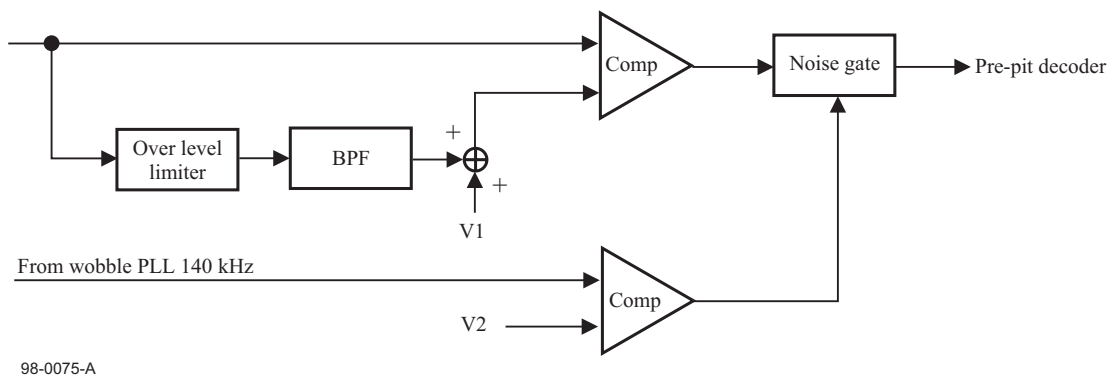 Comp
Noise gate
Pre-pit decoder
Over level
limiter
BPF
+
+
V1
From wobble PLL 140 kHz
Comp
V2
98-0075-A